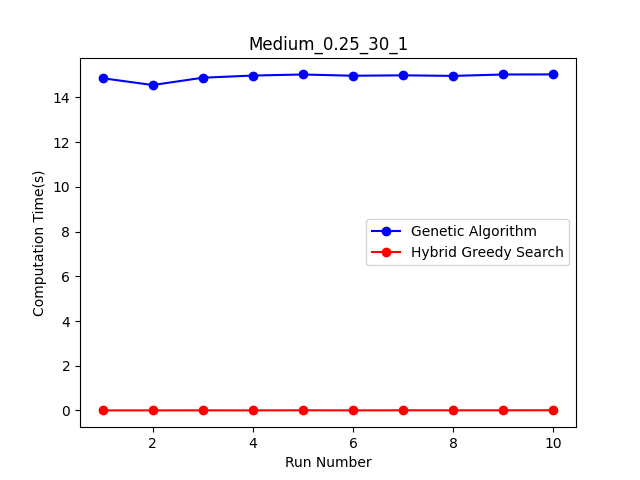 Medium_0.25_30_1
Computation Time(s)
14
12
10
8
6
4
2
0
Genetic Algorithm
Hybrid Greedy Search
2 4 6 8 10
Run Number